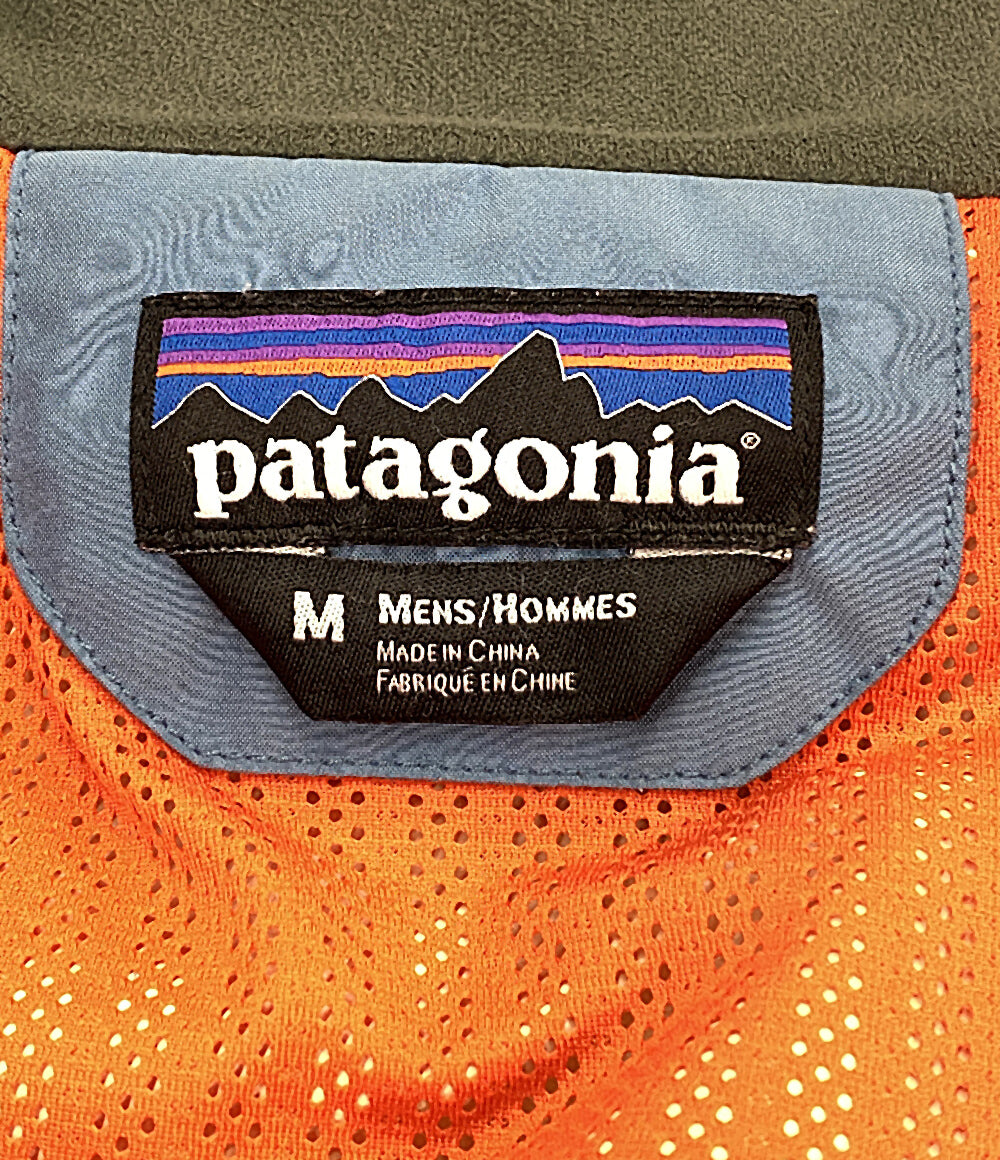 patagonia®
M MENS/HOMMES
MADE IN CHINA
FABRIQUÉ EN CHINE